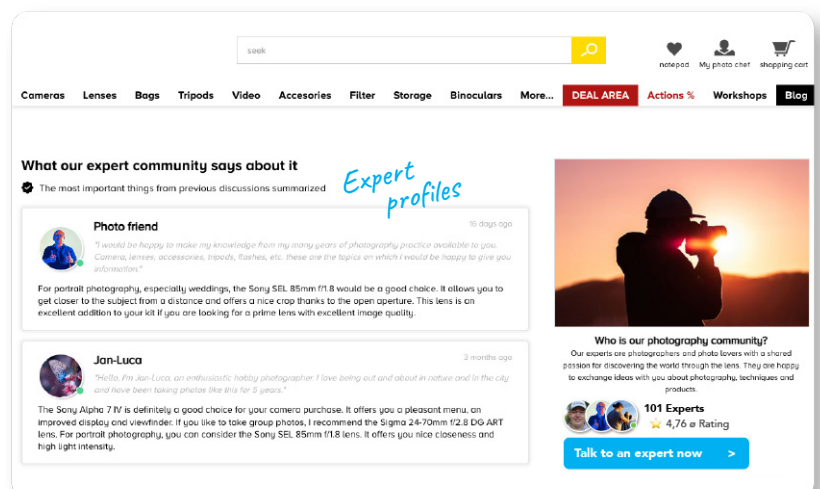 seek
notepad My photo chef shopping cart
Cameras Lenses Bags Tripods Video Accesories Filter Storage Binoculars More... DEAL AREA Actions % Workshops Blog
What our expert community says about it
The most important things from previous discussions summarized
Expert
profiles
Photo friend 16 days ago
"I would be happy to make my knowledge from my many years of photography practice available to you.
Camera, lenses, accessories, tripods, flashes, etc. these are the topics on which I would be happy to give you
information."
For portrait photography, especially weddings, the Sony SEL 85mm f/1.8 would be a good choice. It allows you to
get closer to the subject from a distance and offers a nice crop thanks to the open aperture. This lens is an
excellent addition to your kit if you are looking for a prime lens with excellent image quality.
Jan-Luca 3 months ago
"Hello, I'm Jan-Luca, an enthusiastic hobby photographer. I love being out and about in nature and in the city
and have been taking photos like this for 5 years."
The Sony Alpha 7 IV is definitely a good choice for your camera purchase. It offers you a pleasant menu, an
improved display and viewfinder. If you like to take group photos, I recommend the Sigma 24-70mm f/2.8 DG ART
lens. For portrait photography, you can consider the Sony SEL 85mm f/1.8 lens. It offers you nice closeness and
high light intensity.
Who is our photography community?
Our experts are photographers and photo lovers with a shared
passion for discovering the world through the lens. They are happy
to exchange ideas with you about photography, techniques and
products.
101 Experts
4,76 ø Rating
Talk to an expert now >